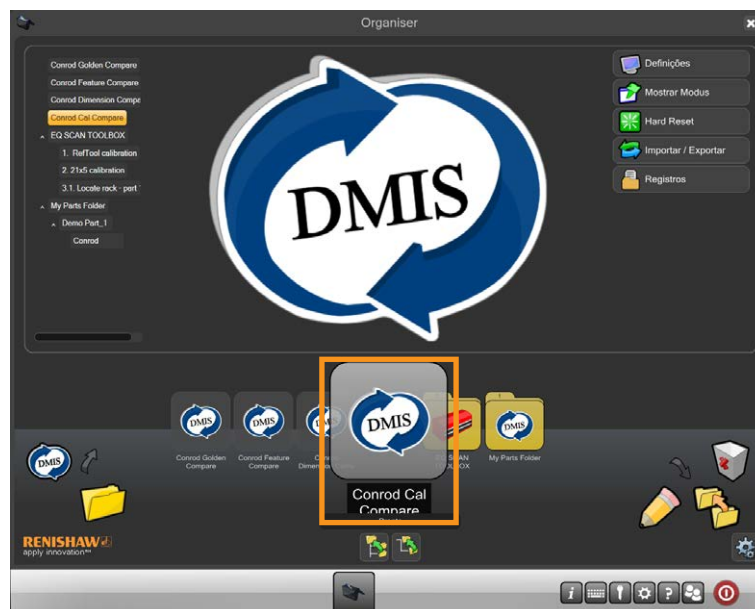 Organiser
Conrod Golden Compare
Conrod Feature Compare
Conrod Dimension Compa
Conrod Cal Compare
EQ SCAN TOOLBOX
1. RefTool calibration
2. 21x5 calibration
3.1. Locate rack - part
My Parts Folder
Demo Part_1
Conrod
DMIS
Definições
Mostrar Modus
Hard Reset
Importar / Exportar
Registros
DMIS
DMIS
DMIS
DMIS
DMIS
DMIS
Conrod Golden
Compare
Conrod Feature
Compare
Conrod Cal
Compare
TOOLBOX
My Parts Folder
RENISHAW
apply innovation™